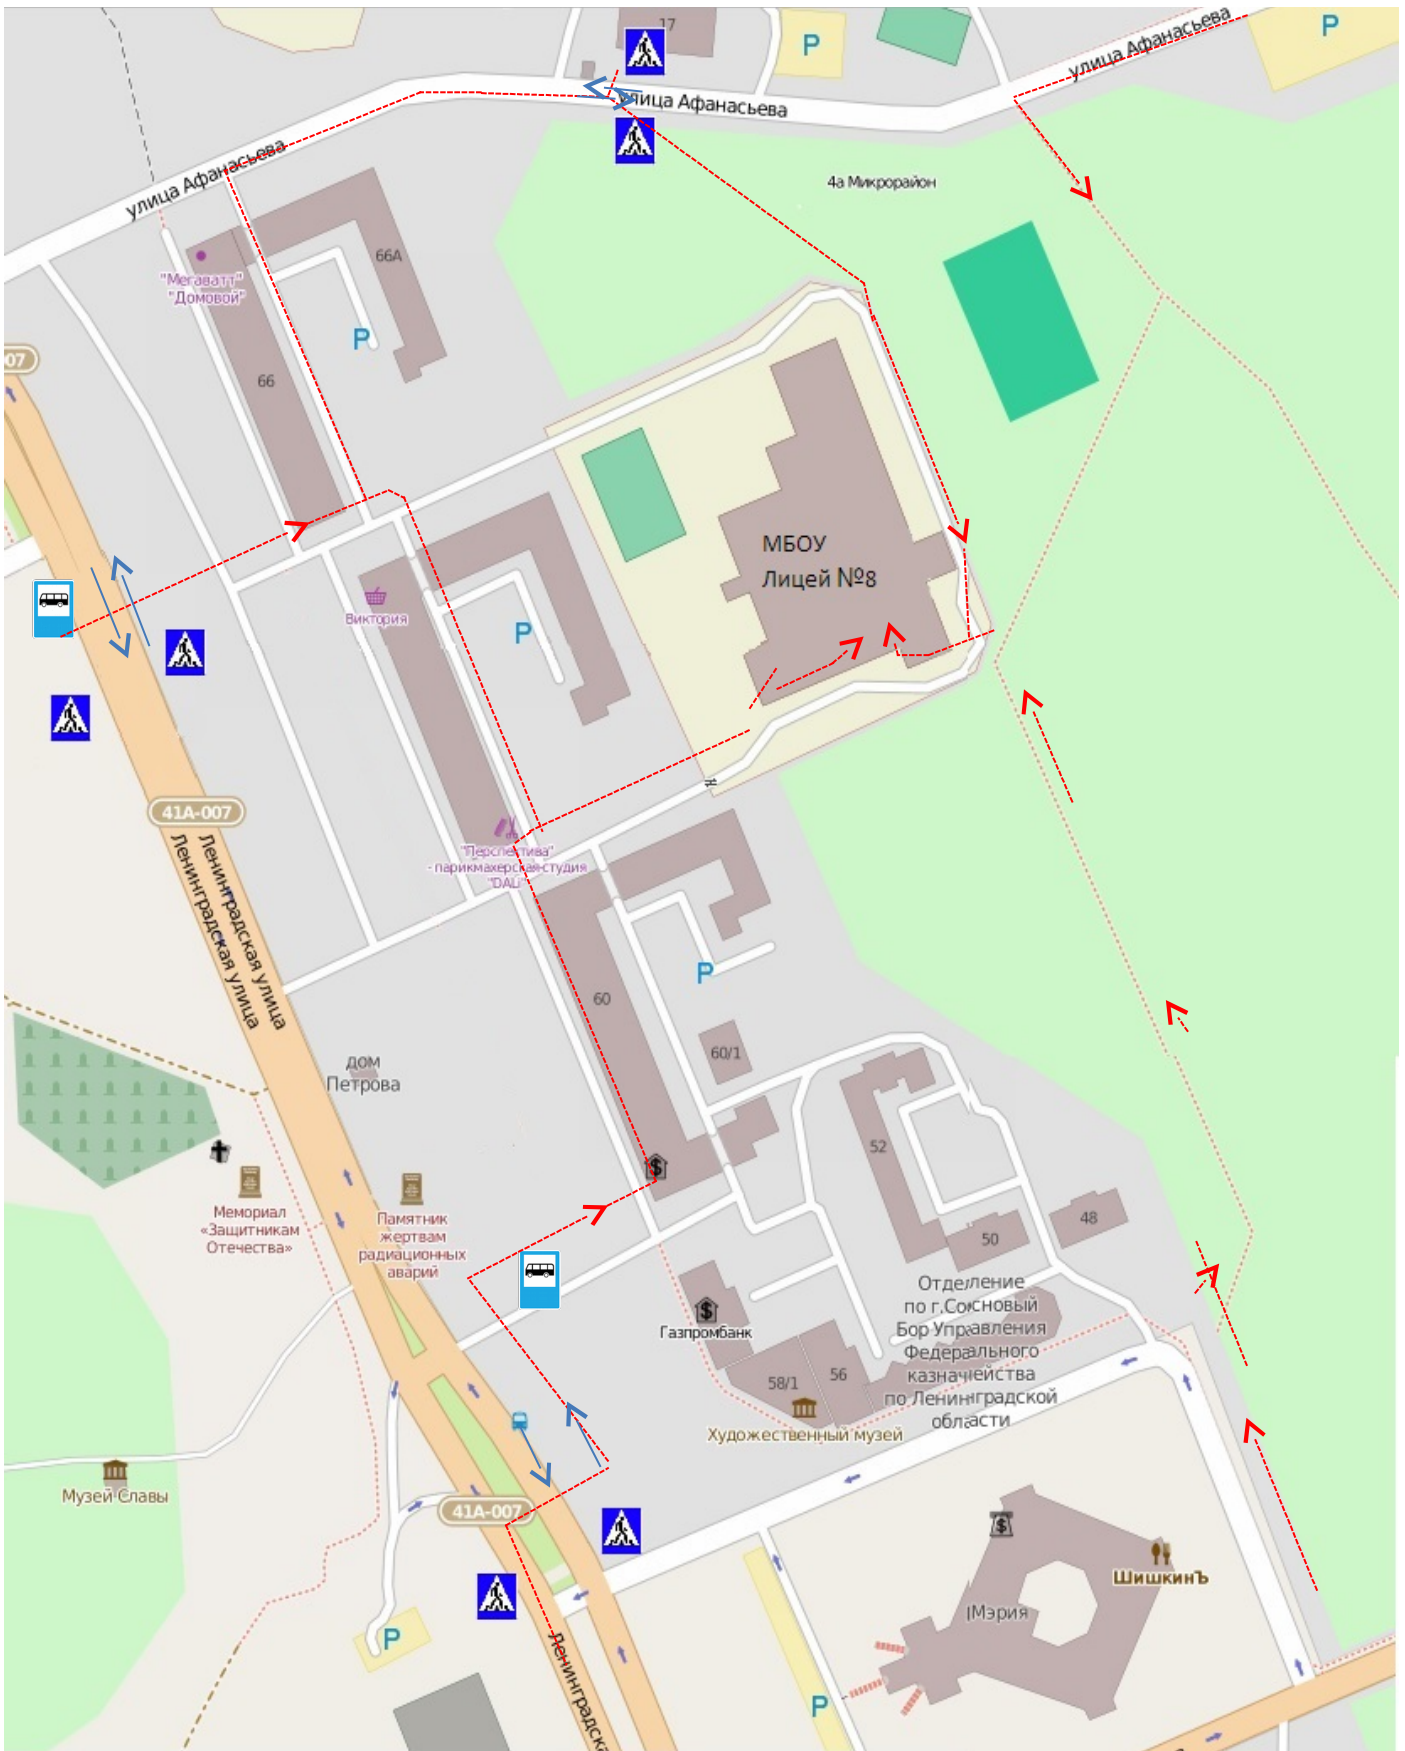 17
P
P
улица Афанасьева
улица Афанасьева
улица Афанасьева
4а Микрорайон
66А
"Мегаватт"
"Домовой"
P
07
66
МБОУ
Лицей №8
Виктория
P
41А-007
Ленинградская улица
Ленинградская улица
"Перспектива"
- парикмахерская-студия
"DALI"
60
P
60/1
дом
Петрова
52
Мемориал
«Защитникам
Отечества»
Памятник
жертвам
радиационных
аварий
48
50
Отделение
по г.Сосновый
Бор Управления
Федерального
казначейства
по Ленинградской
области
Газпромбанк
58/1
56
Художественный музей
Музей Славы
41А-007
ШишкинЪ
Мэрия
P
Ленинградска
P